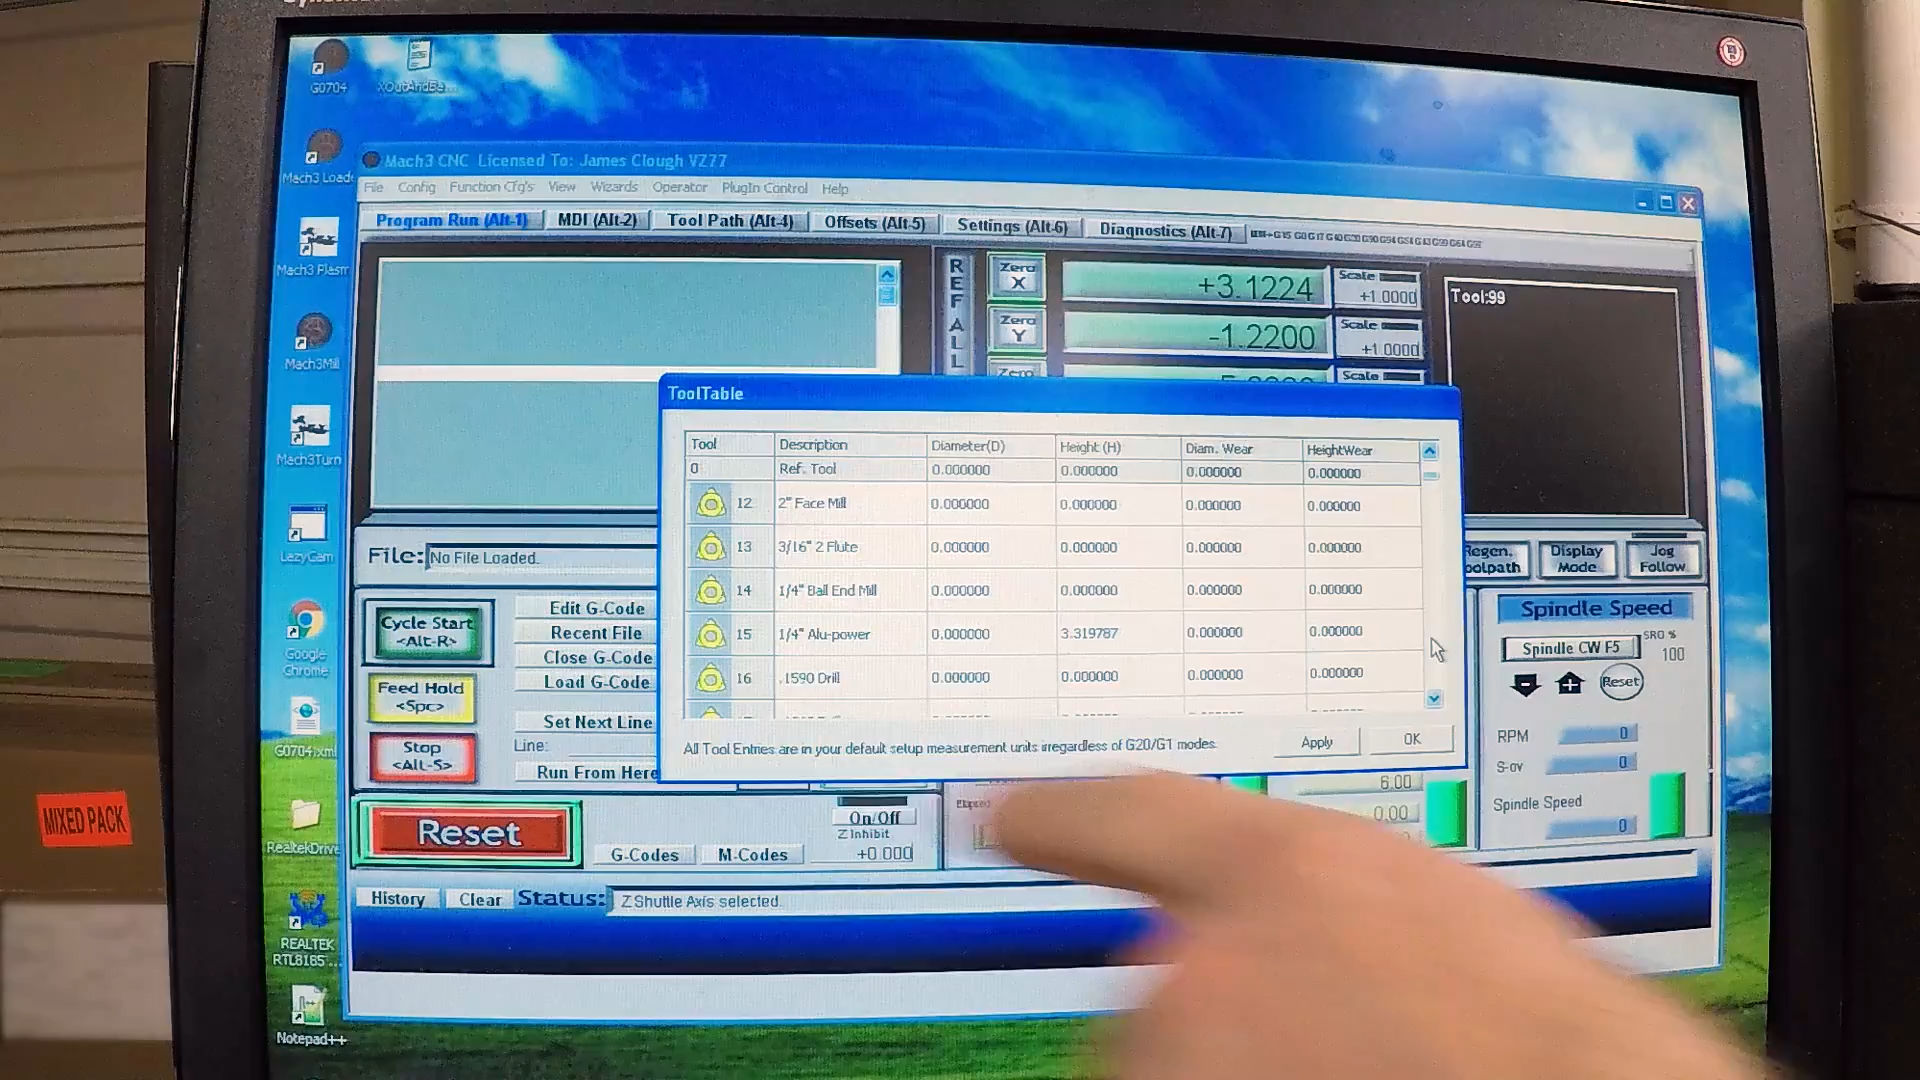 G0704
XOutAndBa...
Mach3 Load
Mach3 Plasm
Mach3Mill
Mach3Turn
LazyCam
Google
Chrome
G0704.xml
RealtekDrive
REALTEK
RTL8185 ...
Notepad++
MIXED PACK
Mach3 CNC Licensed To: James Clough VZ77
File Config Function Cfg's View Wizards Operator PlugIn Control Help
Program Run (Alt-1) MDI (Alt-2) Tool Path (Alt-4) Offsets (Alt-5) Settings (Alt-6) Diagnostics (Alt-7)
REF ALL
Zero X +3.1224 Scale +1.0000
Zero Y -1.2200 Scale +1.0000
Zero Scale
Tool:99
ToolTable
Tool Description Diameter(D) Height (H) Diam. Wear HeightWear
0 Ref. Tool 0.000000 0.000000 0.000000 0.000000
12 2" Face Mill 0.000000 0.000000 0.000000 0.000000
13 3/16" 2 Flute 0.000000 0.000000 0.000000 0.000000
14 1/4" Ball End Mill 0.000000 0.000000 0.000000 0.000000
15 1/4" Alu-power 0.000000 3.319787 0.000000 0.000000
16 .1590 Drill 0.000000 0.000000 0.000000 0.000000
All Tool Entries are in your default setup measurement units irregardless of G20/G1 modes.
Apply OK
File: No File Loaded.
Cycle Start
<Alt-R>
Feed Hold
<Spc>
Stop
<Alt-S>
Edit G-Code
Recent File
Close G-Code
Load G-Code
Set Next Line
Line:
Run From Here
Reset
G-Codes M-Codes
On/Off
Z Inhibit
+0.000
Elapsed
6.00
0.00
Regen.
Toolpath
Display
Mode
Jog
Follow
Spindle Speed
Spindle CW F5
SRO %
100
Reset
RPM 0
S-ov 0
Spindle Speed
0
History Clear Status: Z Shuttle Axis selected.